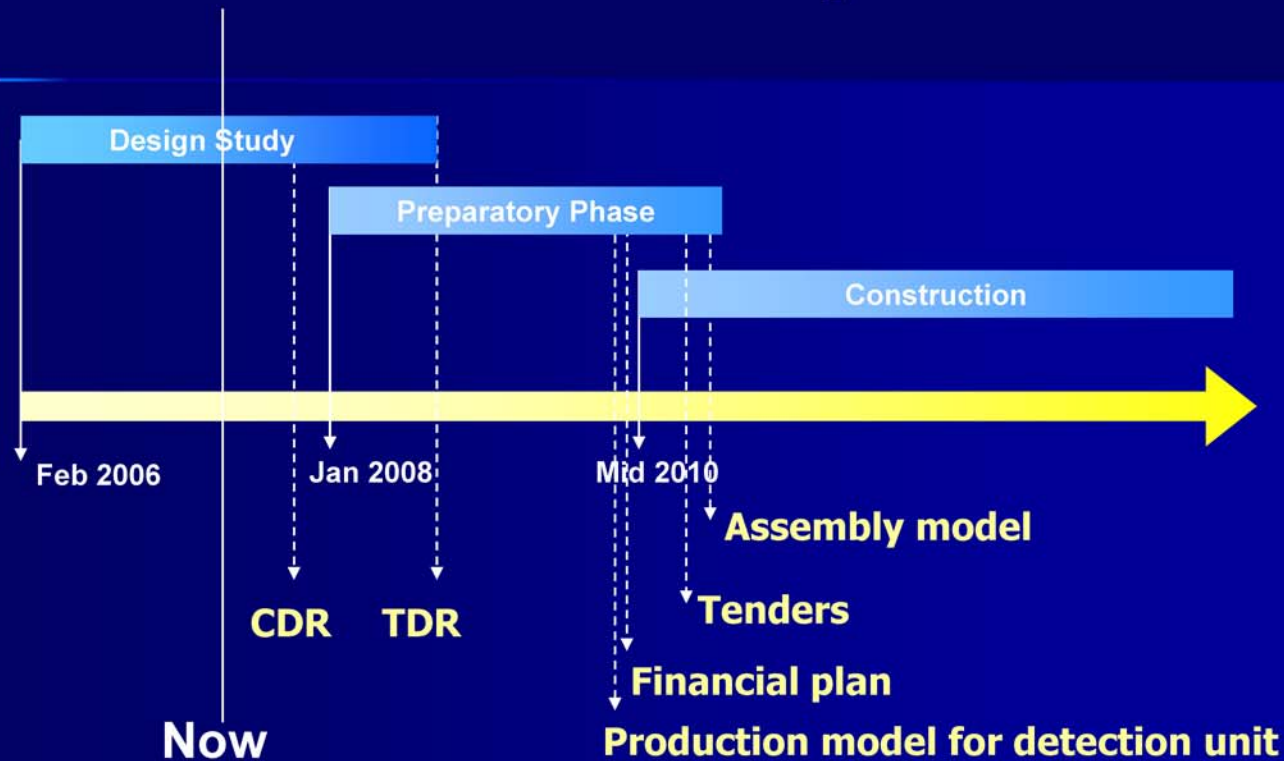 Design Study
Preparatory Phase
Construction
Feb 2006
Jan 2008
Mid 2010
Assembly model
Tenders
CDR
TDR
Financial plan
Now
Production model for detection unit